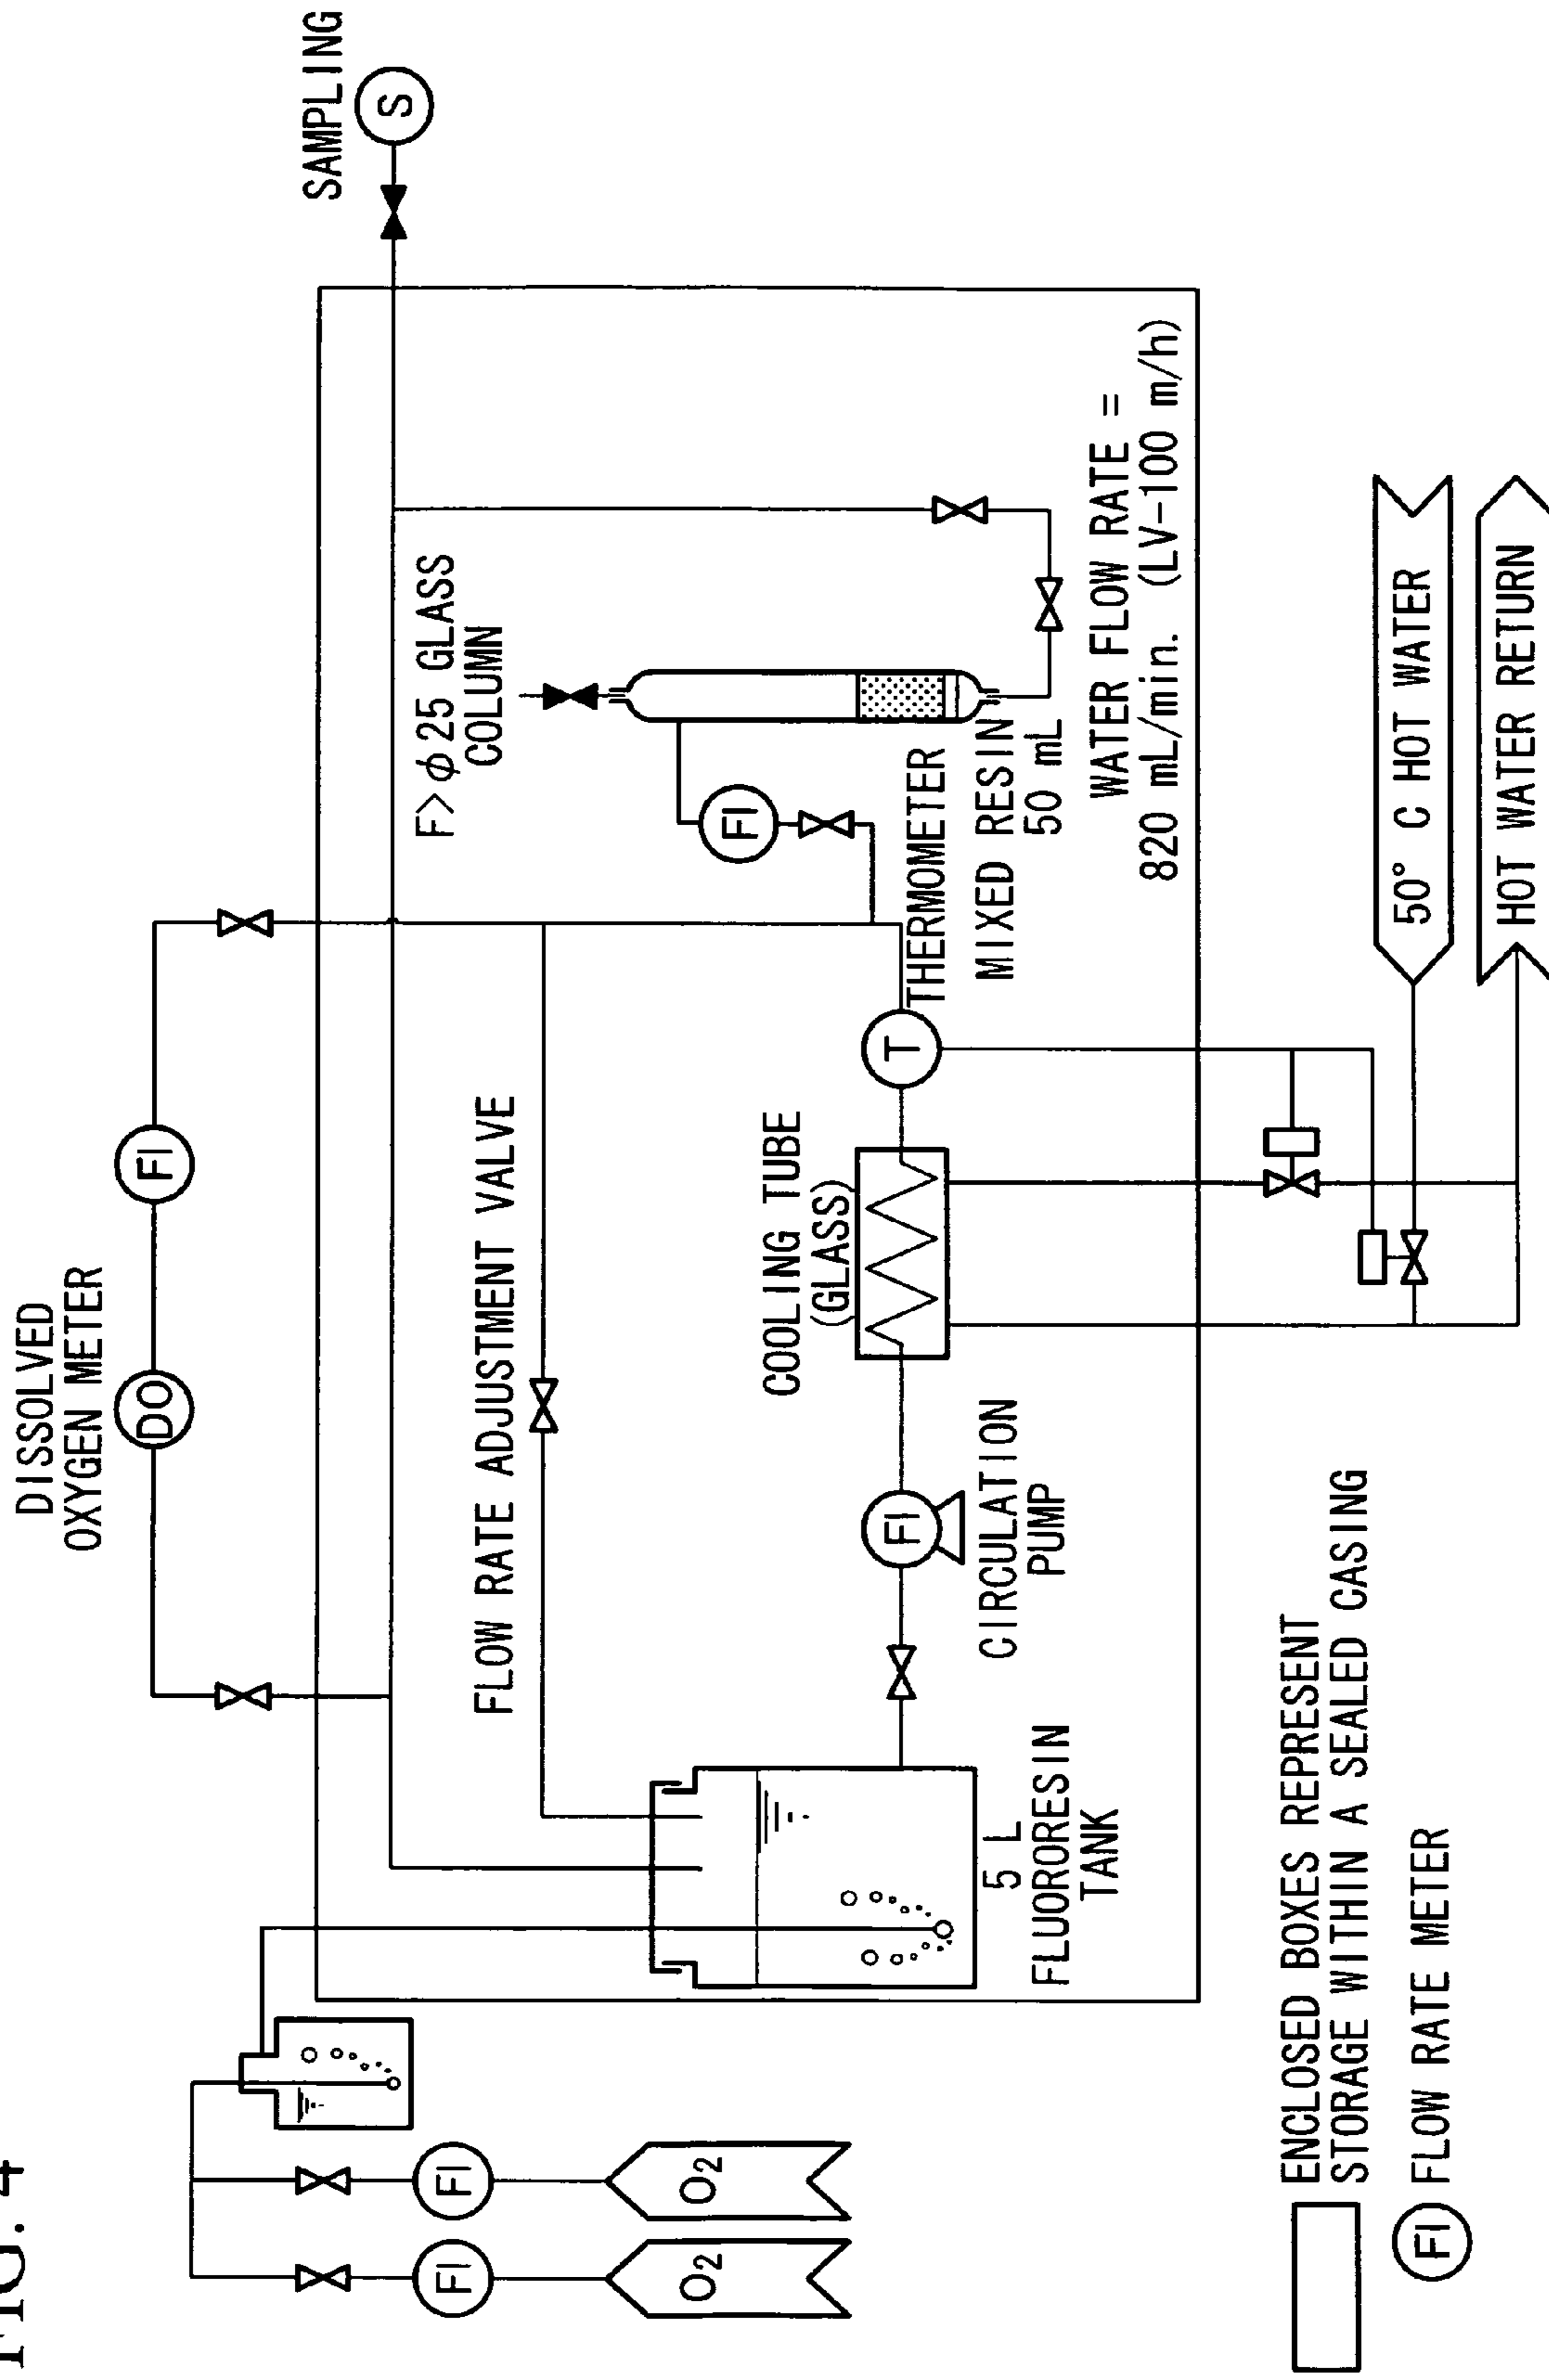 FIG. 4
DISSOLVED
OXYGEN METER
DO
FI
SAMPLING
S
FLOW RATE ADJUSTMENT VALVE
F>φ25 GLASS
COLUMN
FI
FI
FI
O2
O2
COOLING TUBE
(GLASS)
FI
T
THERMOMETER
MIXED RESIN
50 mL
CIRCULATION
PUMP
5 L
FLUORORESIN
TANK
WATER FLOW RATE =
820 mL/min. (LV-100 m/h)
50° C HOT WATER
HOT WATER RETURN
ENCLOSED BOXES REPRESENT
STORAGE WITHIN A SEALED CASING
FI FLOW RATE METER